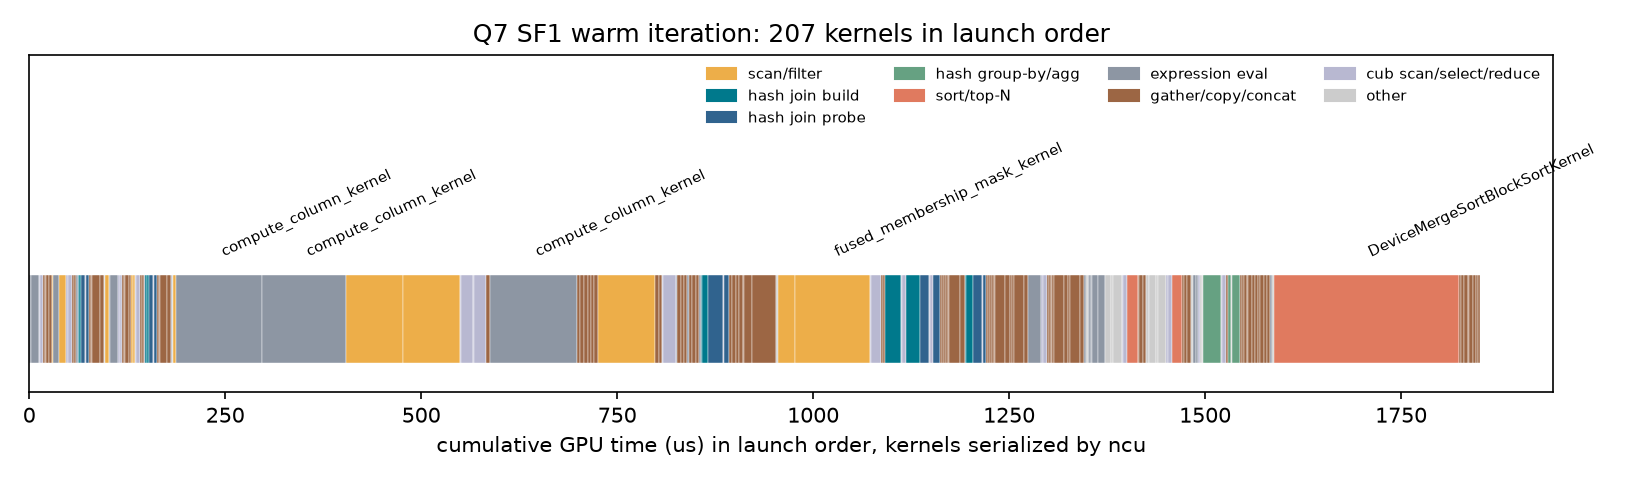 Q7 SF1 warm iteration: 207 kernels in launch order
scan/filter
hash join build
hash join probe
hash group-by/agg
sort/top-N
expression eval
gather/copy/concat
cub scan/select/reduce
other
compute_column_kernel
compute_column_kernel
compute_column_kernel
fused_membership_mask_kernel
DeviceMergeSortBlockSortKernel
0 250 500 750 1000 1250 1500 1750
cumulative GPU time (us) in launch order, kernels serialized by ncu